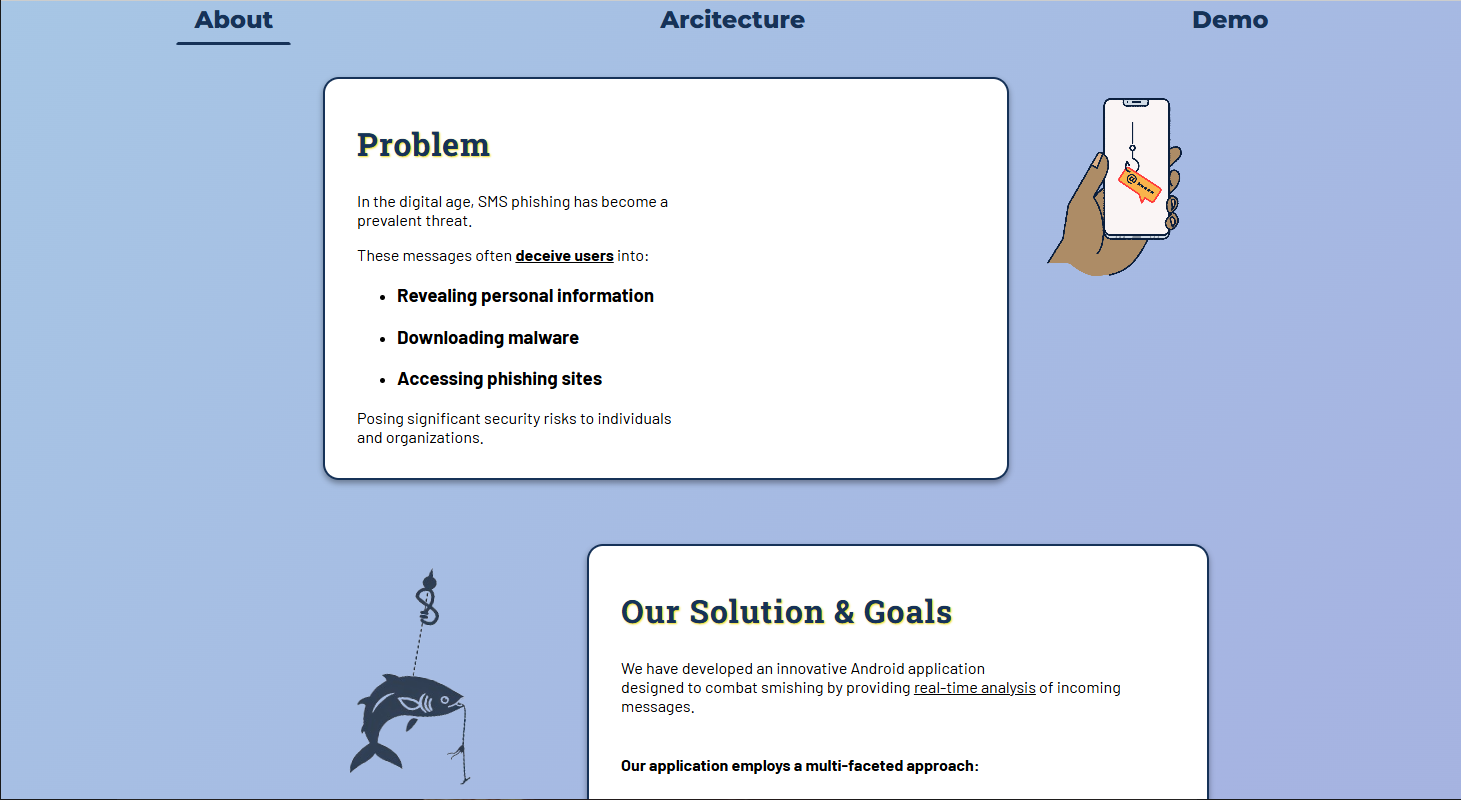 About
Arcitecture
Demo
Problem
In the digital age, SMS phishing has become a
prevalent threat.
These messages often deceive users into:
• Revealing personal information
• Downloading malware
• Accessing phishing sites
Posing significant security risks to individuals
and organizations.
Our Solution & Goals
We have developed an innovative Android application
designed to combat smishing by providing real-time analysis of incoming
messages.
Our application employs a multi-faceted approach: